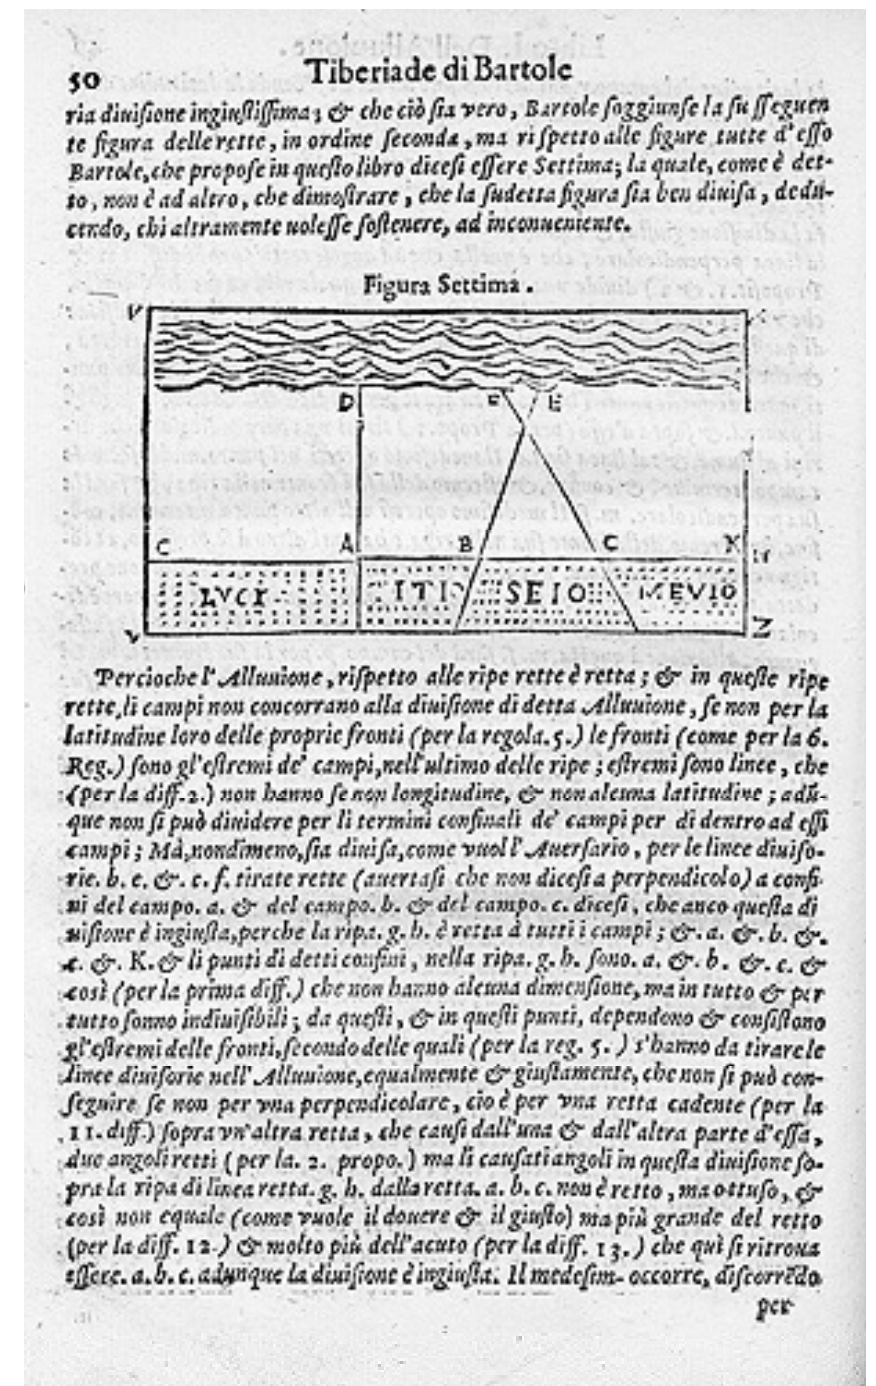 50
Tiberiade di Bartole
ria diuisione ingiustissima; & che ciò sia vero, Bartole soggiunse la susseguen
te figura delle rette, in ordine seconda, ma rispetto alle figure tutte d'esso
Bartole, che propose in questo libro dicesi essere Settima; la quale, come è det-
to, non è ad altro, che dimostrare, che la sudetta figura sia ben diuisa, dedu-
cendo, chi altramente uolesse sostenere, ad inconueniente.
Figura Settima.
V
D F E
C A B C K H
LVCI ITI SEIO MEVIO
V Z
Percioche l'Alluuione, rispetto alle ripe rette è retta; & in queste ripe
rette, li campi non concorrano alla diuisione di detta Alluuione, se non per la
latitudine loro delle proprie fronti (per la regola. 5.) le fronti (come per la 6.
Reg.) sono gl'estremi de' campi, nell'ultimo delle ripe; estremi sono linee, che
(per la diff. 2.) non hanno se non longitudine, & non alcuna latitudine; adū-
que non si può diuidere per li termini confinali de' campi per di dentro ad essi
campi; Mà, nondimeno, sia diuisa, come vuol l'Auersario, per le linee diuiso-
rie. b. e. &. c. f. tirate rette (auertasi che non dicesi a perpendicolo) a confi-
ni del campo. a. & del campo. b. & del campo. c. dicesi, che anco questa di
uisione è ingiusta, perche la ripa. g. h. è retta à tutti i campi; &. a. &. b. &.
c. &. K. & li punti di detti confini, nella ripa. g. h. sono. a. &. b. &. c. &
così (per la prima diff.) che non hanno alcuna dimensione, ma in tutto & per
tutto sonno indiuisibili; da questi, & in questi punti, dependono & consistono
gl'estremi delle fronti, secondo delle quali (per la reg. 5.) s'hanno da tirare le
linee diuisorie nell'Alluuione, equalmente & giustamente, che non si può con-
seguire se non per vna perpendicolare, cio è per vna retta cadente (per la
11. diff.) sopra vn'altra retta, che causi dall'una & dall'altra parte d'essa,
due angoli retti (per la. 2. propo.) ma li causati angoli in questa diuisione so-
pra la ripa di linea retta. g. h. dalla retta. a. b. c. non è retto, ma ottuso, &
così non equale (come vuole il douere & il giusto) ma più grande del retto
(per la diff. 12.) & molto più dell'acuto (per la diff. 13.) che quì si ritroua
essere. a. b. c. adunque la diuisione è ingiusta. Il medesim- occorre, discorrēdo
per